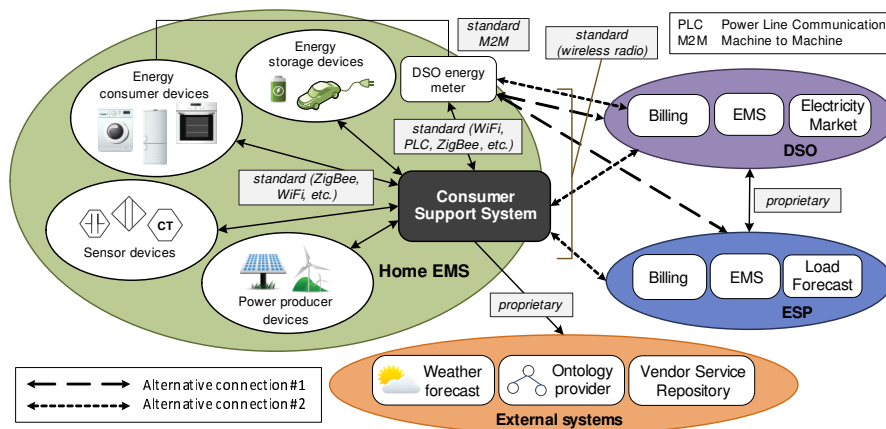 standard
M2M
standard
(wireless radio)
PLC Power Line Communication
M2M Machine to Machine
Energy
storage devices
Energy
consumer devices
DSO energy
meter
Billing
EMS
Electricity
Market
DSO
standard (WiFi,
PLC, ZigBee, etc.)
standard (ZigBee,
WiFi, etc.)
Consumer
Support System
proprietary
CT
Sensor devices
Home EMS
Power producer
devices
Billing
EMS
Load
Forecast
ESP
proprietary
Alternative connection #1
Alternative connection #2
Weather
forecast
Ontology
provider
Vendor Service
Repository
External systems